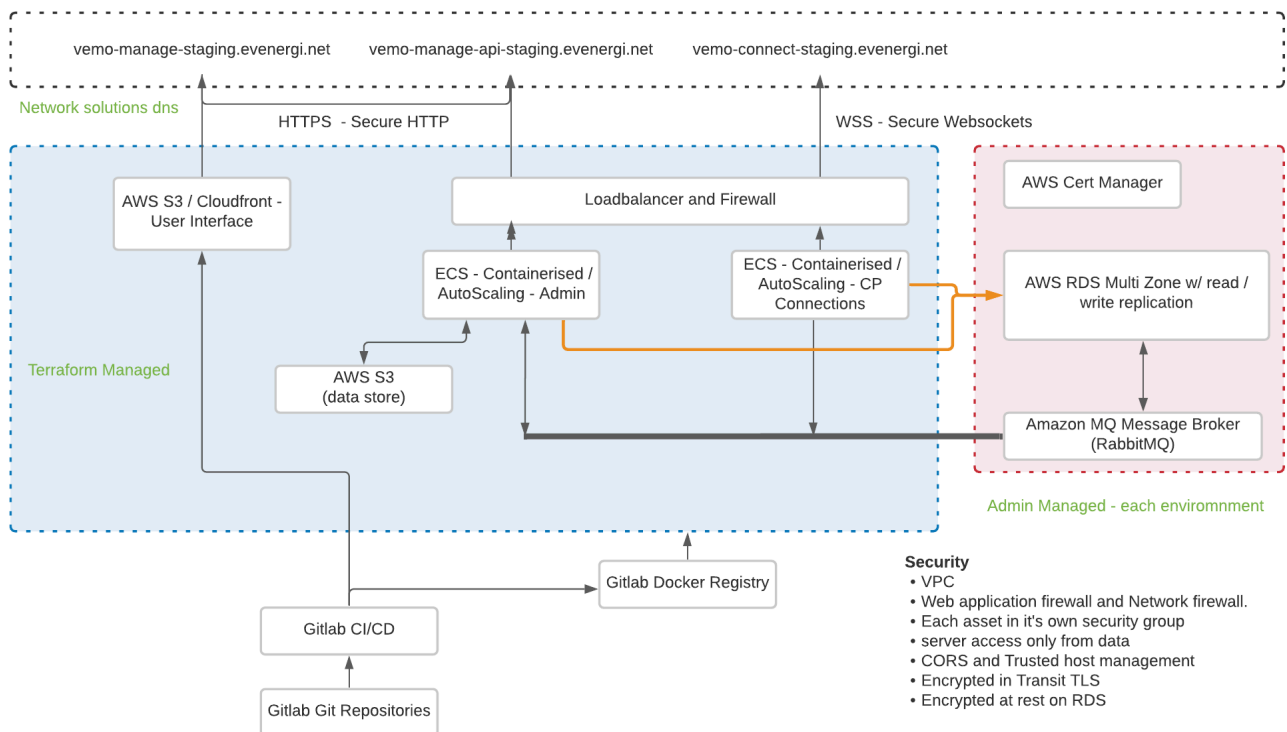 vemo-manage-staging.evenergi.net
vemo-manage-api-staging.evenergi.net
vemo-connect-staging.evenergi.net
Network solutions dns
HTTPS - Secure HTTP
WSS - Secure Websockets
AWS S3 / Cloudfront -
User Interface
Loadbalancer and Firewall
AWS Cert Manager
ECS - Containerised /
AutoScaling - Admin
ECS - Containerised /
AutoScaling - CP
Connections
AWS RDS Multi Zone w/ read /
write replication
Terraform Managed
AWS S3
(data store)
Amazon MQ Message Broker
(RabbitMQ)
Admin Managed - each enviromnment
Gitlab Docker Registry
Gitlab CI/CD
Gitlab Git Repositories
Security
• VPC
• Web application firewall and Network firewall.
• Each asset in it's own security group
• server access only from data
• CORS and Trusted host management
• Encrypted in Transit TLS
• Encrypted at rest on RDS